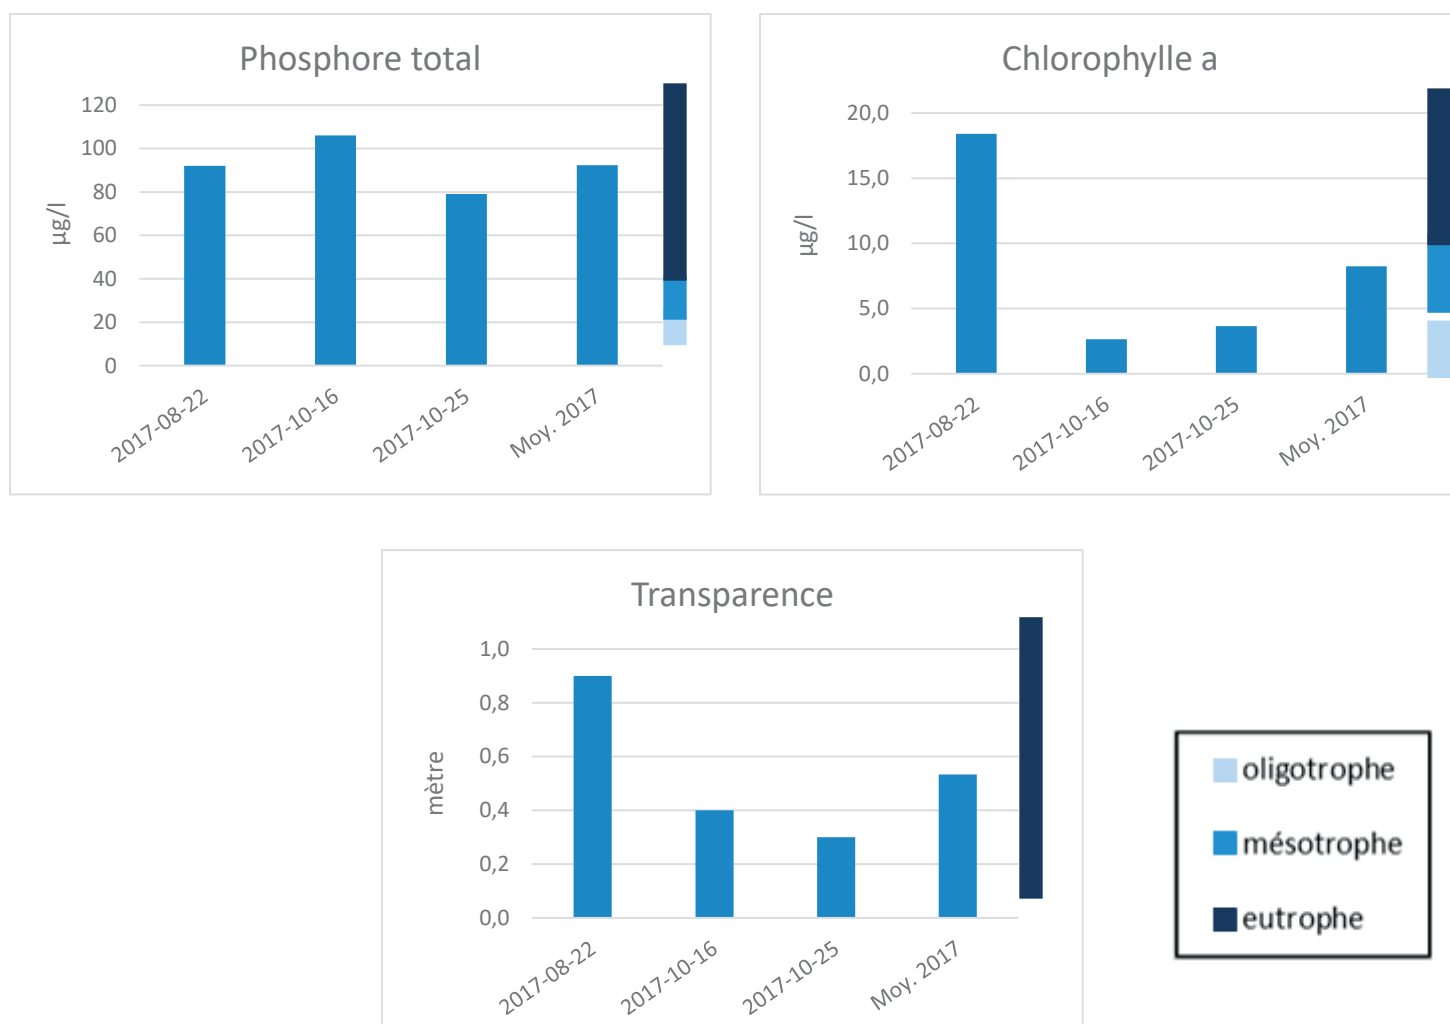 Phosphore total
120
100
80
60
40
20
0
µg/l
2017-08-22
2017-10-16
2017-10-25
Moy. 2017
Chlorophylle a
20,0
15,0
10,0
5,0
0,0
µg/l
2017-08-22
2017-10-16
2017-10-25
Moy. 2017
Transparence
1,0
0,8
0,6
0,4
0,2
0,0
mètre
2017-08-22
2017-10-16
2017-10-25
Moy. 2017
oligotrophe
mésotrophe
eutrophe